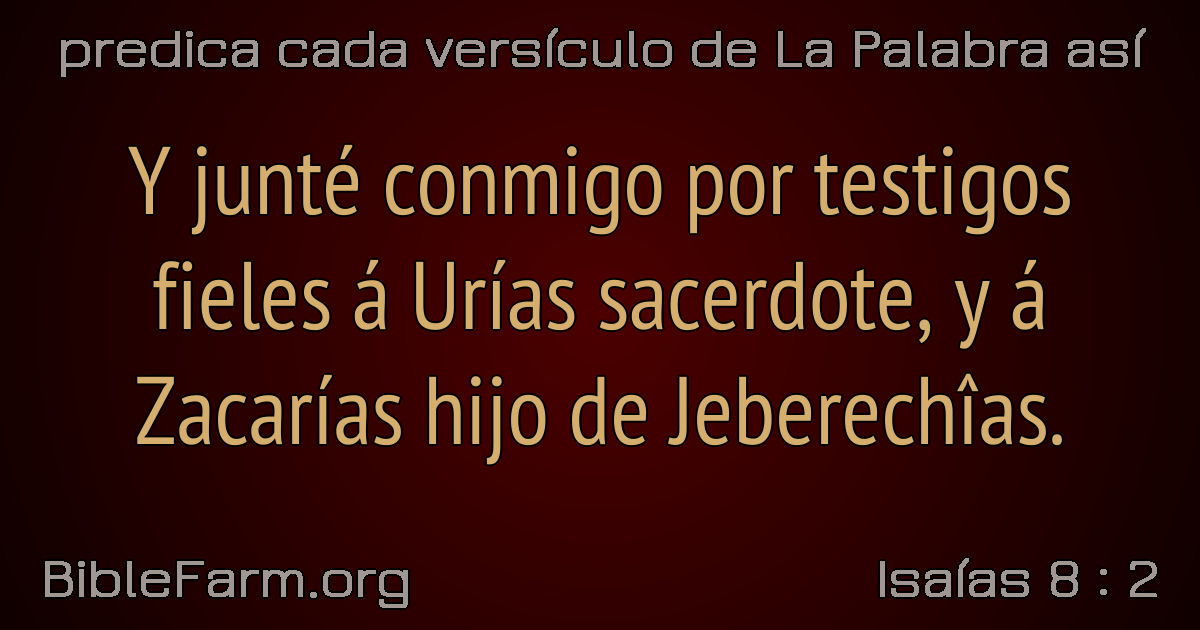 predica cada versículo de La Palabra así
Y junté conmigo por testigos
fieles á Urías sacerdote, y á
Zacarías hijo de Jeberechîas.
BibleFarm.org
Isaías 8 : 2